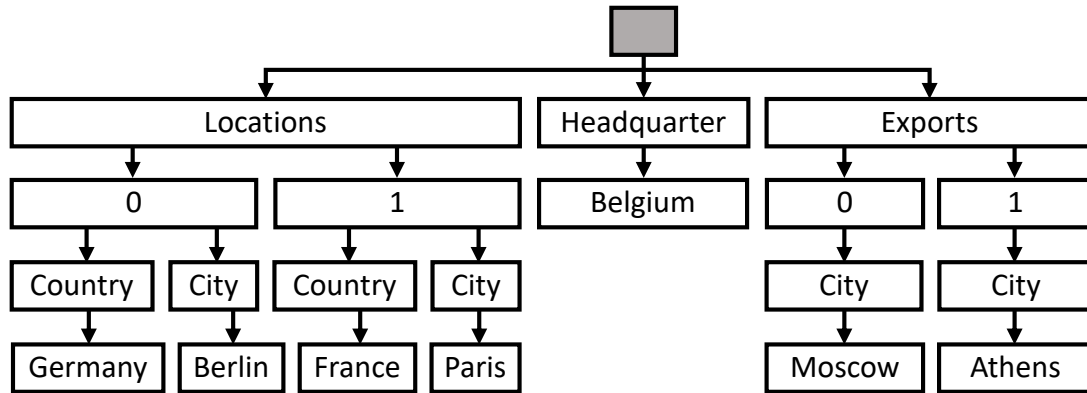 Locations Headquarter Exports
0 1 Belgium 0 1
Country City Country City City City
Germany Berlin France Paris Moscow Athens